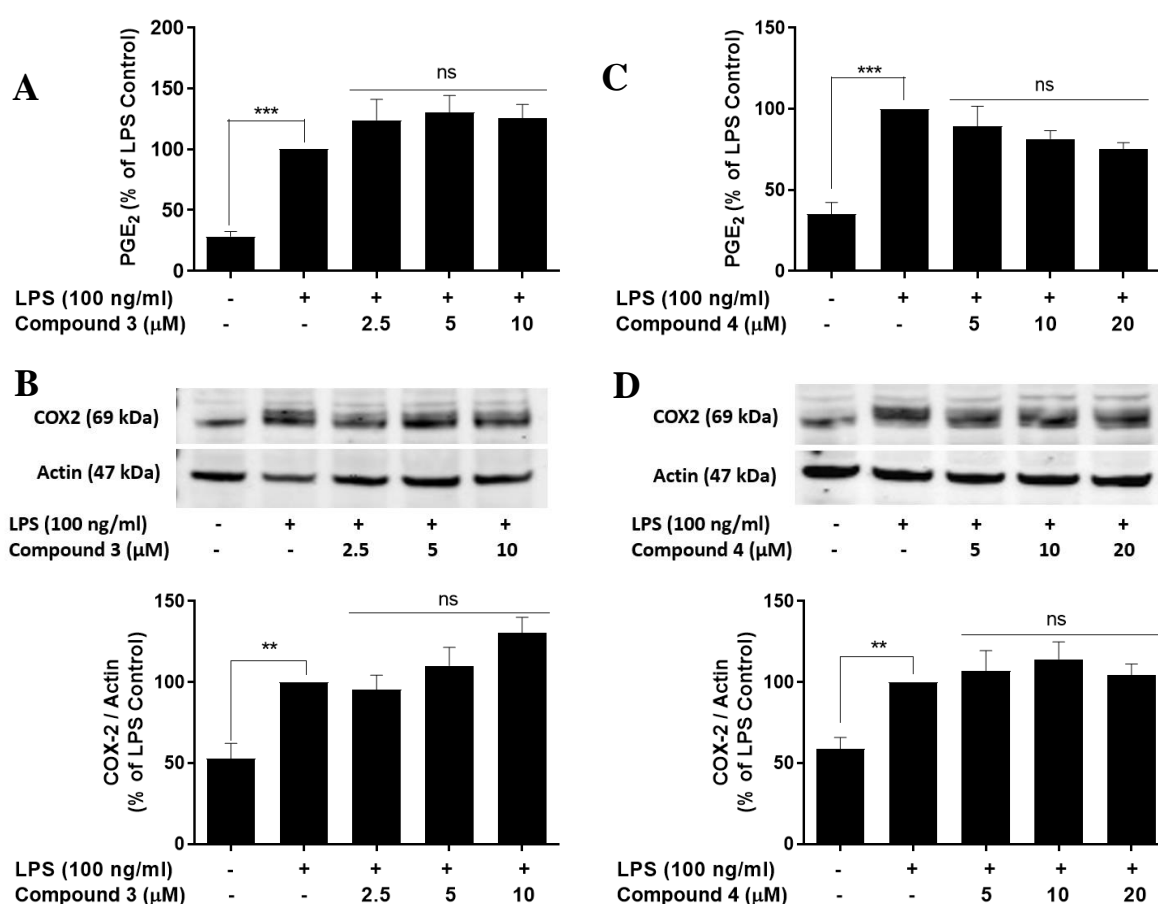 A
PGE2 (% of LPS Control)
200
150
100
50
0
***
ns
LPS (100 ng/ml) - + + + +
Compound 3 (μM) - - 2.5 5 10
C
PGE2 (% of LPS Control)
150
100
50
0
***
ns
LPS (100 ng/ml) - + + + +
Compound 4 (μM) - - 5 10 20
B
COX2 (69 kDa)
Actin (47 kDa)
LPS (100 ng/ml) - + + + +
Compound 3 (μM) - - 2.5 5 10
COX-2 / Actin
(% of LPS Control)
150
100
50
0
**
ns
LPS (100 ng/ml) - + + + +
Compound 3 (μM) - - 2.5 5 10
D
COX2 (69 kDa)
Actin (47 kDa)
LPS (100 ng/ml) - + + + +
Compound 4 (μM) - - 5 10 20
COX-2 / Actin
(% of LPS Control)
150
100
50
0
**
ns
LPS (100 ng/ml) - + + + +
Compound 4 (μM) - - 5 10 20